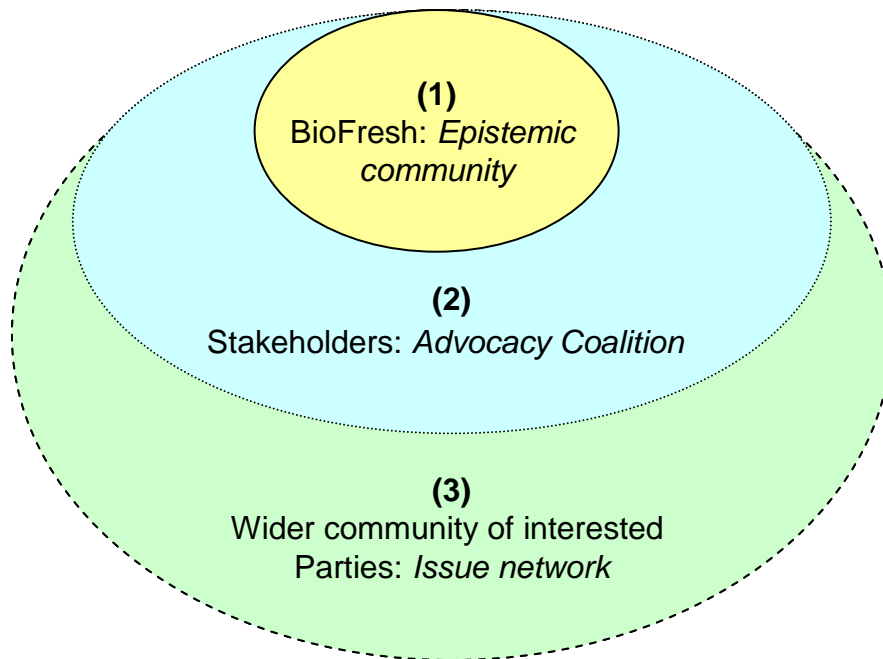 (1)
BioFresh: Epistemic
community
(2)
Stakeholders: Advocacy Coalition
(3)
Wider community of interested
Parties: Issue network